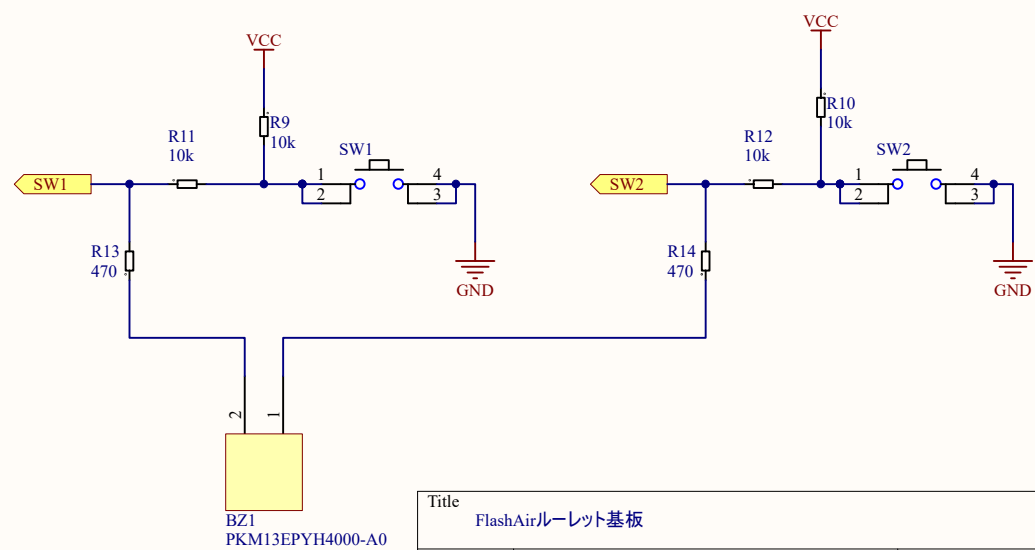 VCC
R9
10k
R11
10k
SW1
SW1
1
2
4
3
R13
470
GND
VCC
R10
10k
R12
10k
SW2
SW2
1
2
4
3
R14
470
GND
2
1
BZ1
PKM13EPYH4000-A0
Title
FlashAirルーレット基板